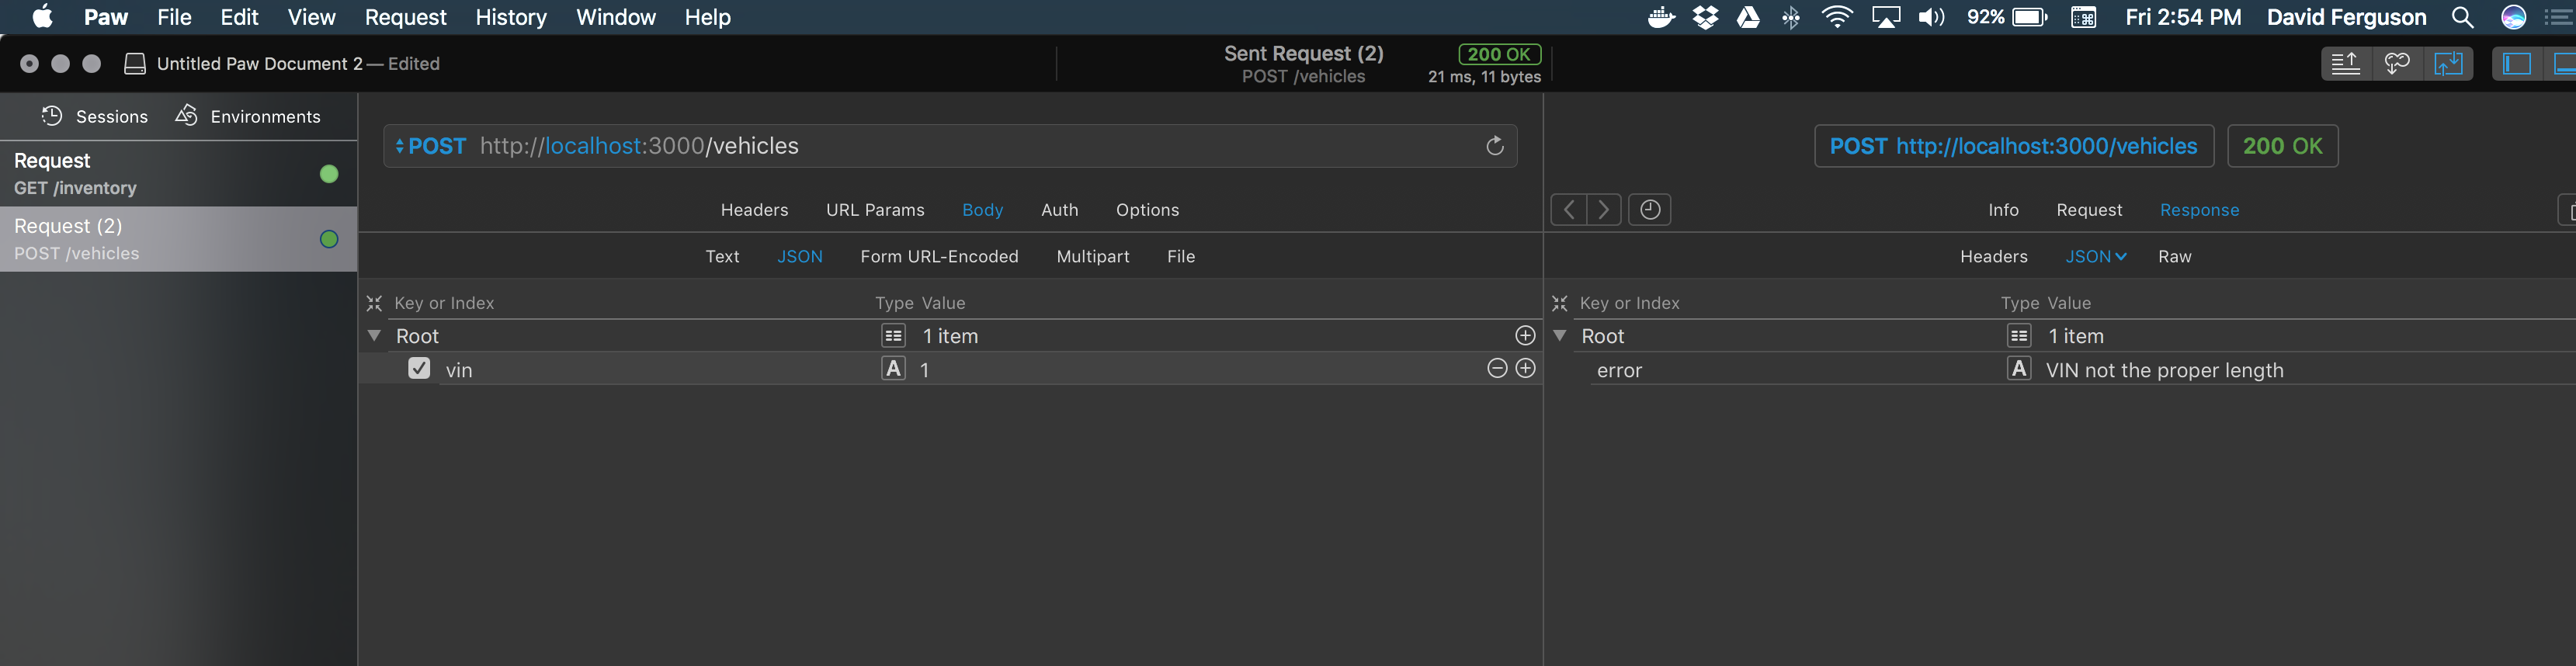 Paw File Edit View Request History Window Help 92% Fri 2:54 PM David Ferguson
Untitled Paw Document 2 — Edited
Sent Request (2) 200 OK
POST /vehicles 21 ms, 11 bytes
Sessions Environments
Request
GET /inventory
Request (2)
POST /vehicles
POST http://localhost:3000/vehicles
Headers URL Params Body Auth Options
Text JSON Form URL-Encoded Multipart File
Key or Index Type Value
Root 1 item
vin A 1
POST http://localhost:3000/vehicles 200 OK
Info Request Response
Headers JSON Raw
Key or Index Type Value
Root 1 item
error A VIN not the proper length